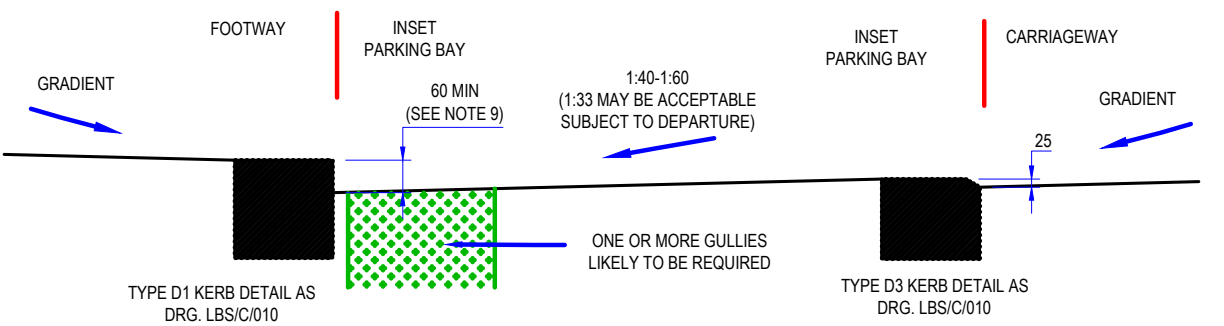 FOOTWAY
INSET
PARKING BAY
INSET
PARKING BAY
CARRIAGEWAY
GRADIENT
60 MIN
(SEE NOTE 9)
1:40-1:60
(1:33 MAY BE ACCEPTABLE
SUBJECT TO DEPARTURE)
GRADIENT
25
ONE OR MORE GULLIES
LIKELY TO BE REQUIRED
TYPE D1 KERB DETAIL AS
DRG. LBS/C/010
TYPE D3 KERB DETAIL AS
DRG. LBS/C/010